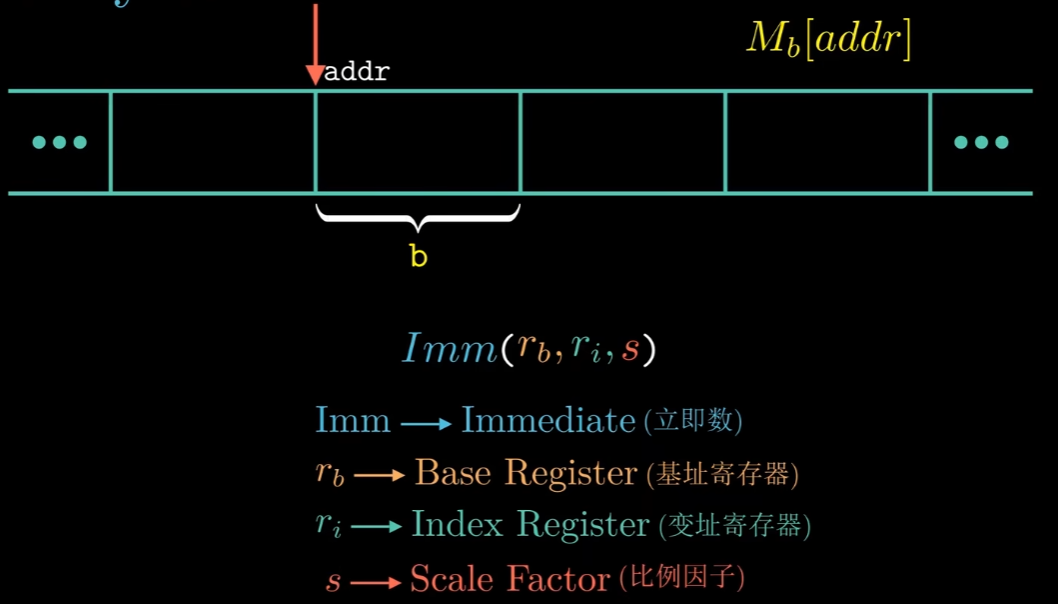 M_b[addr]
addr
b
Imm(r_b, r_i, s)
Imm → Immediate (立即数)
r_b → Base Register (基址寄存器)
r_i → Index Register (变址寄存器)
s → Scale Factor (比例因子)